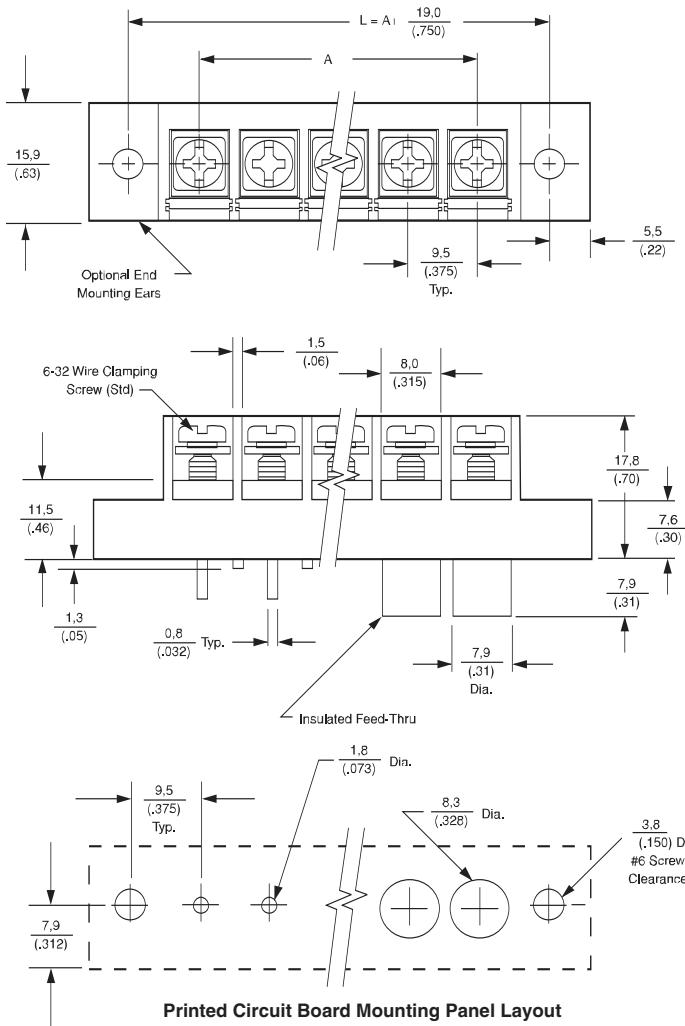 L = A+ 19,0
(.750)
A
15,9
(.63)
Optional End
Mounting Ears
9,5
(.375)
Typ.
5,5
(.22)
6-32 Wire Clamping
Screw (Std)
1,5
(.06)
8,0
(.315)
17,8
(.70)
11,5
(.46)
7,6
(.30)
1,3
(.05)
0,8
(.032)
Typ.
7,9
(.31)
7,9
(.31)
Dia.
Insulated Feed-Thru
1,8
(.073)
Dia.
9,5
(.375)
Typ.
8,3
(.328)
Dia.
3,8
(.150) D
#6 Screw
Clearance
7,9
(.312)
Printed Circuit Board Mounting Panel Layout